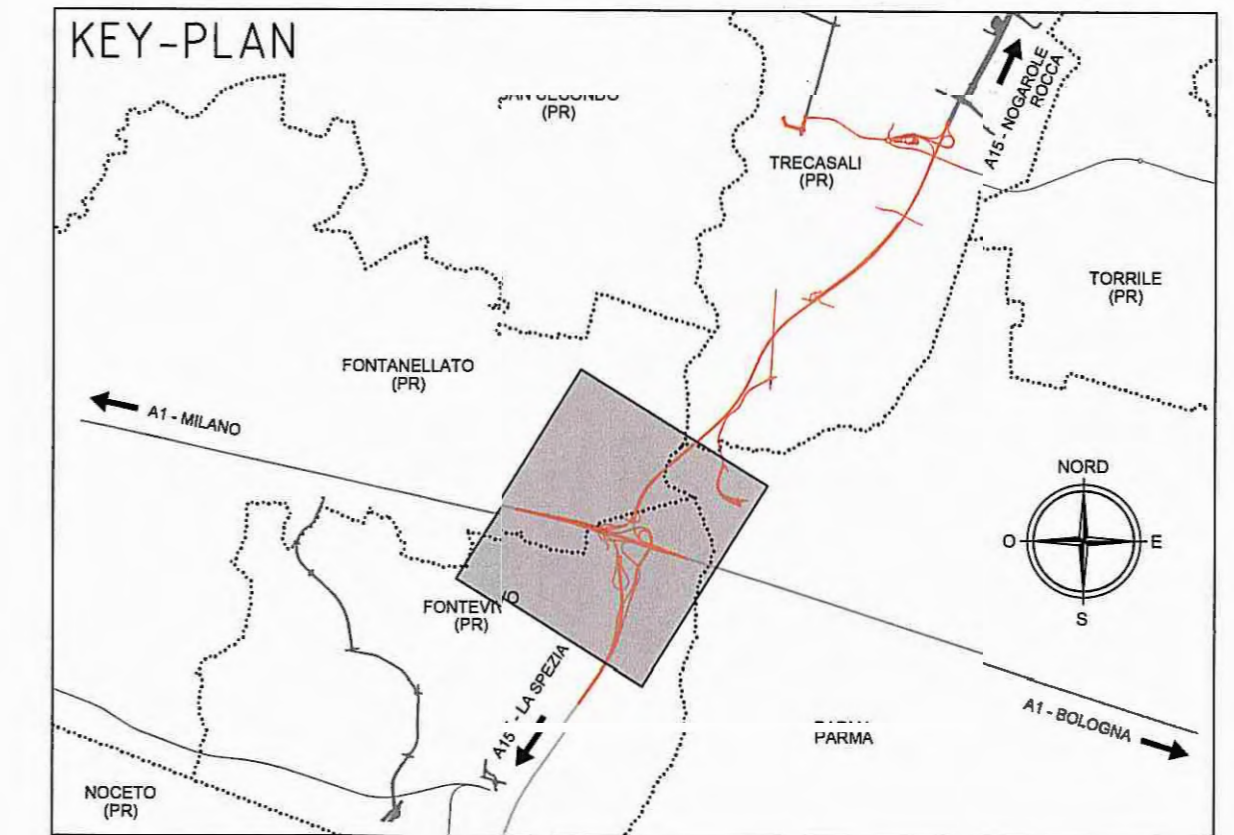 KEY-PLAN
(PR)
TRECASALI
(PR)
A15 - NOGAROLE
ROCCA
TORRILE
(PR)
FONTANELLATO
(PR)
A1 - MILANO
NORD
O
E
S
FONTEVIVO
(PR)
A15 - LA SPEZIA
PARMA
A1 - BOLOGNA
NOCETO
(PR)